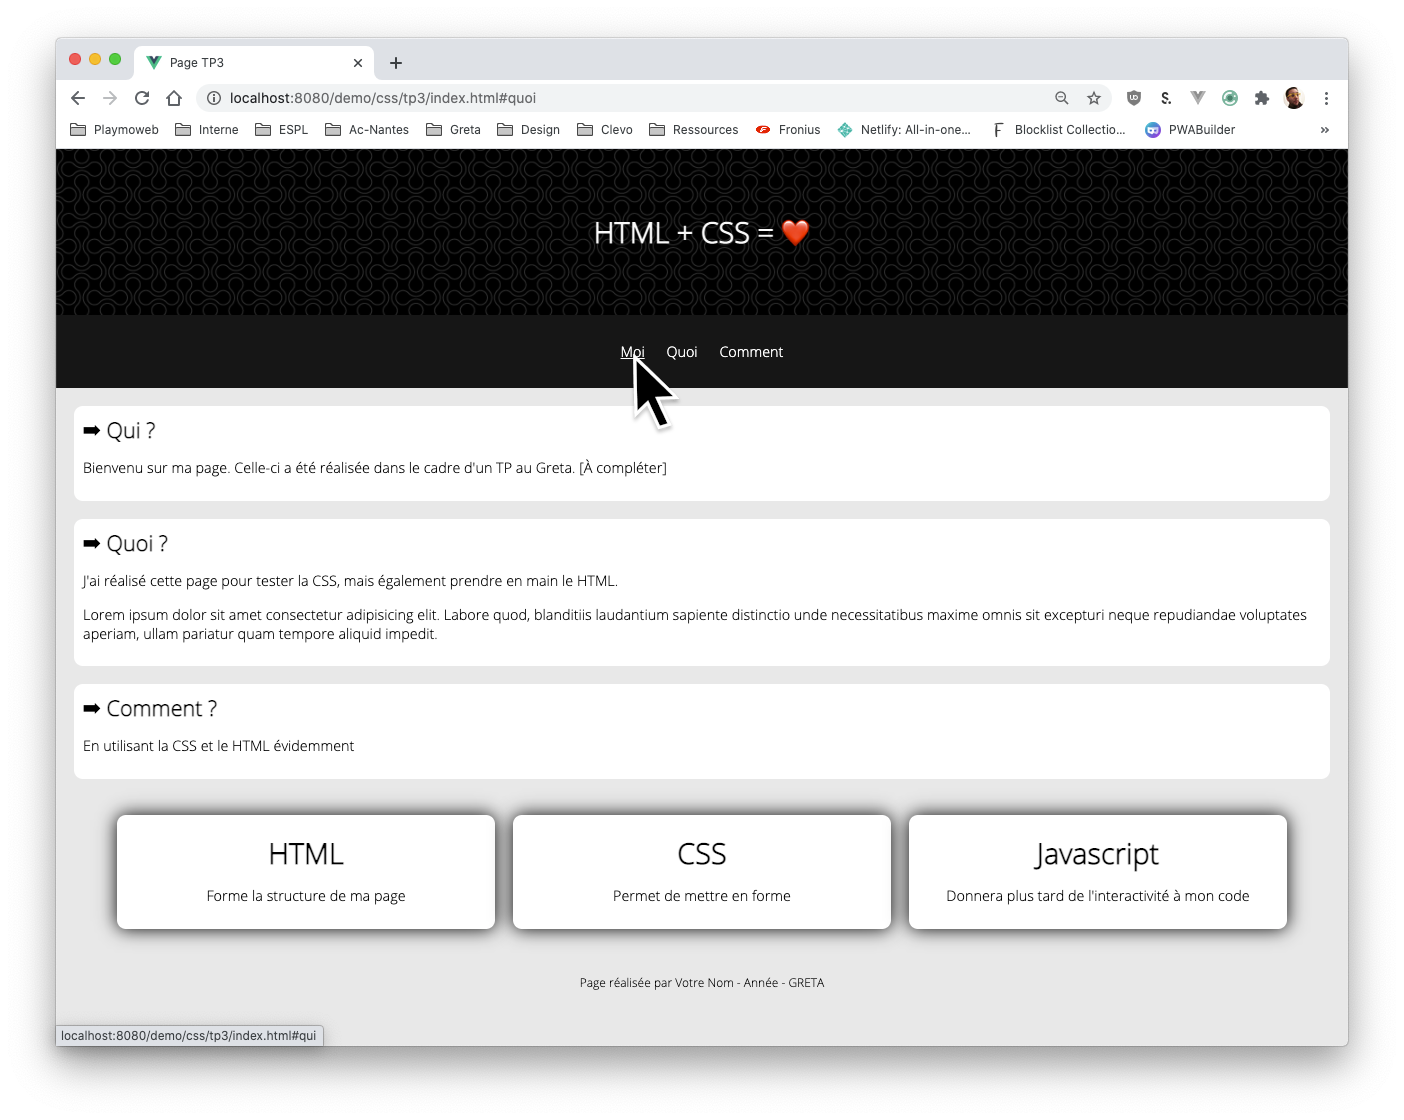 Page TP3
localhost:8080/demo/css/tp3/index.html#quoi
S.
Playmoweb Interne ESPL Ac-Nantes Greta Design Clevo Ressources Fronius Netlify: All-in-one... Blocklist Collectio... PWABuilder »
HTML + CSS = ❤️
Moi Quoi Comment
➡ Qui ?
Bienvenu sur ma page. Celle-ci a été réalisée dans le cadre d'un TP au Greta. [À compléter]
➡ Quoi ?
J'ai réalisé cette page pour tester la CSS, mais également prendre en main le HTML.
Lorem ipsum dolor sit amet consectetur adipisicing elit. Labore quod, blanditiis laudantium sapiente distinctio unde necessitatibus maxime omnis sit excepturi neque repudiandae voluptates
aperiam, ullam pariatur quam tempore aliquid impedit.
➡ Comment ?
En utilisant la CSS et le HTML évidemment
HTML
Forme la structure de ma page
CSS
Permet de mettre en forme
Javascript
Donnera plus tard de l'interactivité à mon code
Page réalisée par Votre Nom - Année - GRETA
localhost:8080/demo/css/tp3/index.html#qui